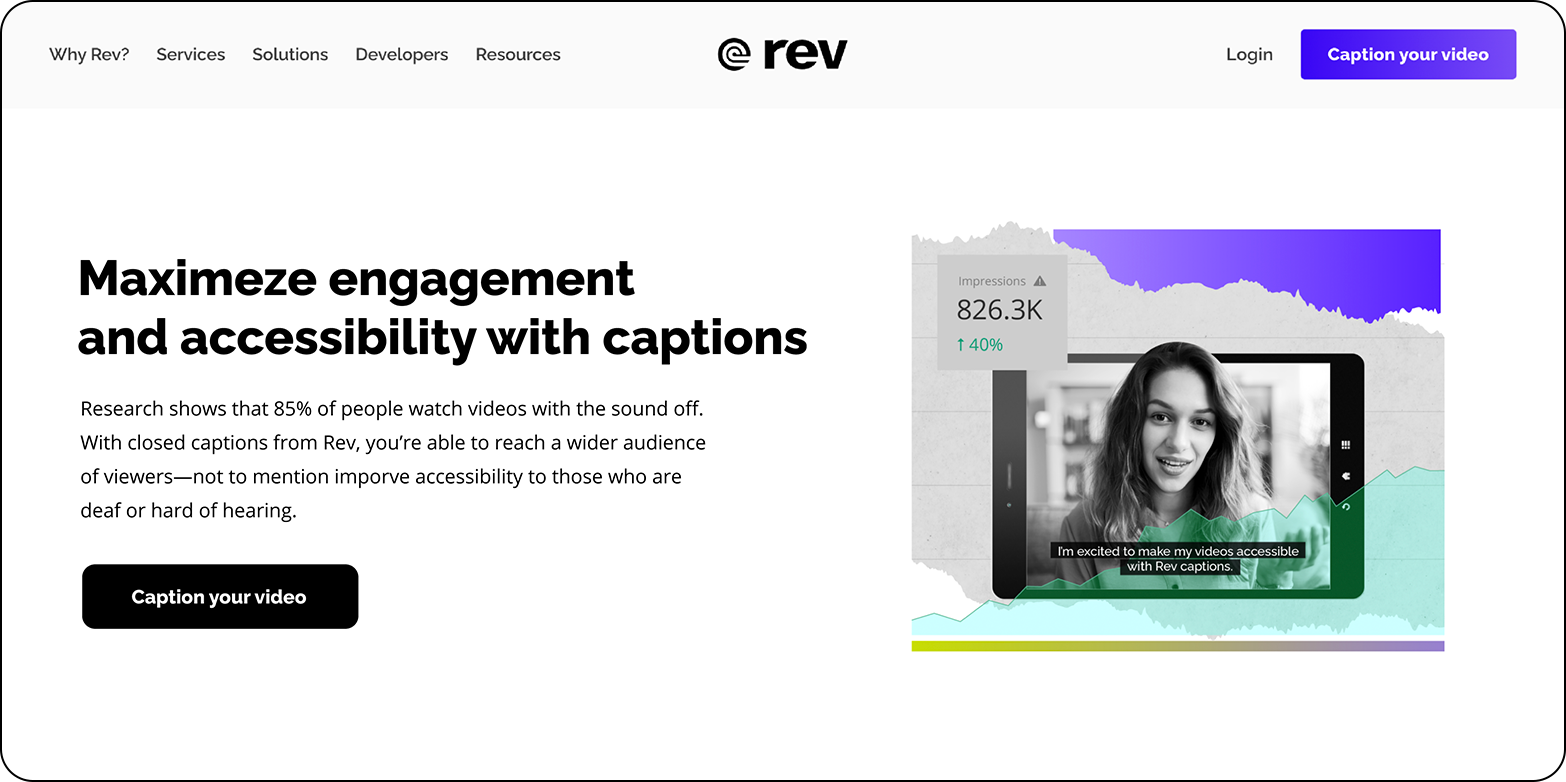 Why Rev? Services Solutions Developers Resources rev Login Caption your video
Maximeze engagement
and accessibility with captions
Research shows that 85% of people watch videos with the sound off.
With closed captions from Rev, you’re able to reach a wider audience
of viewers—not to mention imporve accessibility to those who are
deaf or hard of hearing.
Caption your video
Impressions
826.3K
↑ 40%
I'm excited to make my videos accessible
with Rev captions.